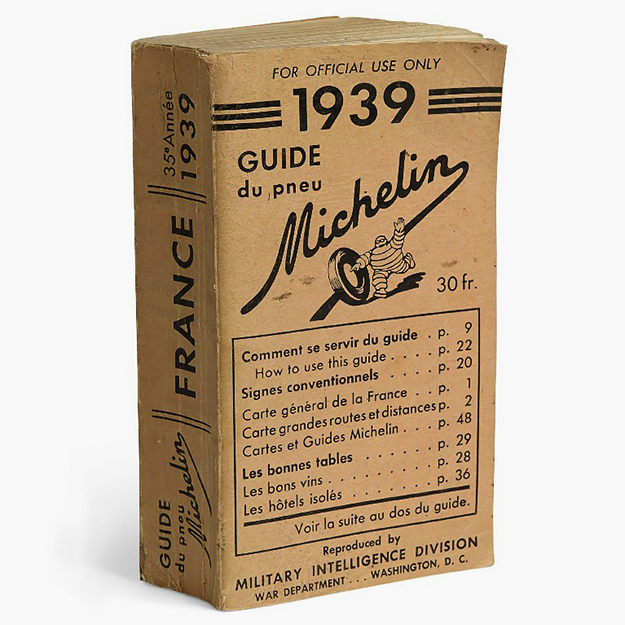 FOR OFFICIAL USE ONLY
1939
GUIDE
du pneu
Michelin
30 fr.
Comment se servir du guide . p. 9
How to use this guide . . . . p. 22
Signes conventionnels . . . . p. 20
Carte général de la France . p. 1
Carte grandes routes et distances p. 2
Cartes et Guides Michelin . . . p. 48
Les bonnes tables . . . . . . . p. 29
Les bons vins . . . . . . . . p. 28
Les hôtels isolés . . . . . . p. 36
Voir la suite au dos du guide.
Reproduced by
MILITARY INTELLIGENCE DIVISION
WAR DEPARTMENT . . . WASHINGTON, D. C.
GUIDE
du pneu
Michelin
FRANCE
35e Année
1939